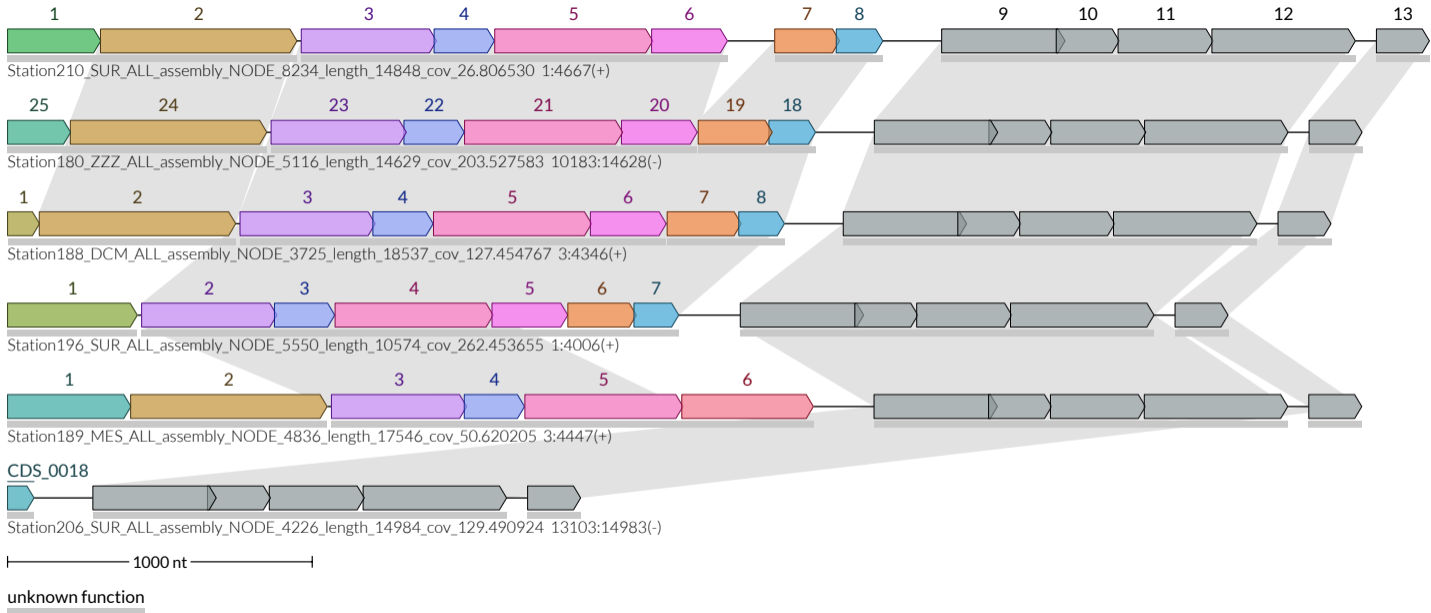 1 2 3 4 5 6 7 8 9 10 11 12 13
Station210_SUR_ALL_assembly_NODE_8234_length_14848_cov_26.806530 1:4667(+)
25 24 23 22 21 20 19 18
Station180_ZZZ_ALL_assembly_NODE_5116_length_14629_cov_203.527583 10183:14628(-)
1 2 3 4 5 6 7 8
Station188_DCM_ALL_assembly_NODE_3725_length_18537_cov_127.454767 3:4346(+)
1 2 3 4 5 6 7
Station196_SUR_ALL_assembly_NODE_5550_length_10574_cov_262.453655 1:4006(+)
1 2 3 4 5 6
Station189_MES_ALL_assembly_NODE_4836_length_17546_cov_50.620205 3:4447(+)
CDS_0018
Station206_SUR_ALL_assembly_NODE_4226_length_14984_cov_129.490924 13103:14983(-)
1000 nt
unknown function